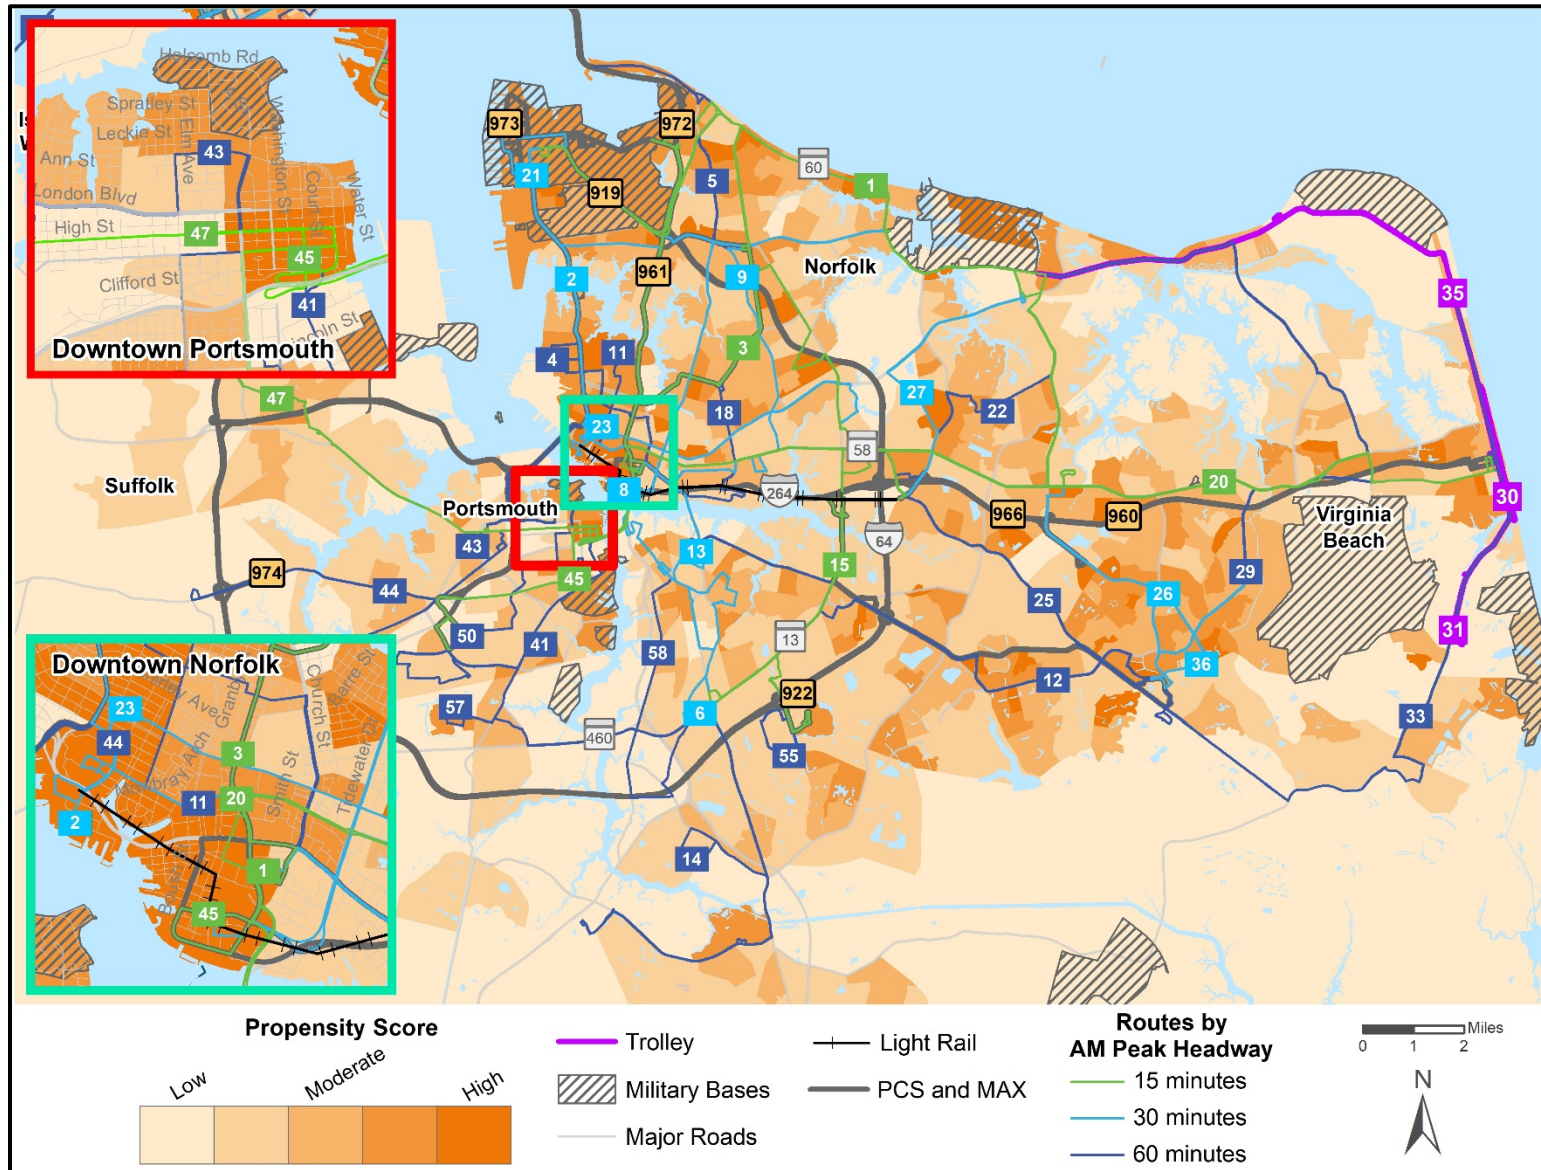 Holcomb Rd
Spratley St
Leckie St
Elm Ave
Washington St
Ann St
43
London Blvd
Court St
Water St
High St
47
45
Clifford St
41
Lincoln St
Downtown Portsmouth
973
972
21
919
5
60
1
2
961
9
Norfolk
35
4
11
3
27
22
47
23
18
58
20
Suffolk
8
264
30
Portsmouth
966
960
Virginia
Beach
43
13
64
974
44
45
15
25
26
29
50
41
58
13
31
36
12
57
6
922
33
460
55
14
Downtown Norfolk
23
Church St
44
Mowbray Arch
3
Smith St
Tidewater Dr
11
20
2
1
45
Propensity Score
Low
Moderate
High
Trolley
Military Bases
Major Roads
Light Rail
PCS and MAX
Routes by
AM Peak Headway
15 minutes
30 minutes
60 minutes
Miles
0 1 2
N